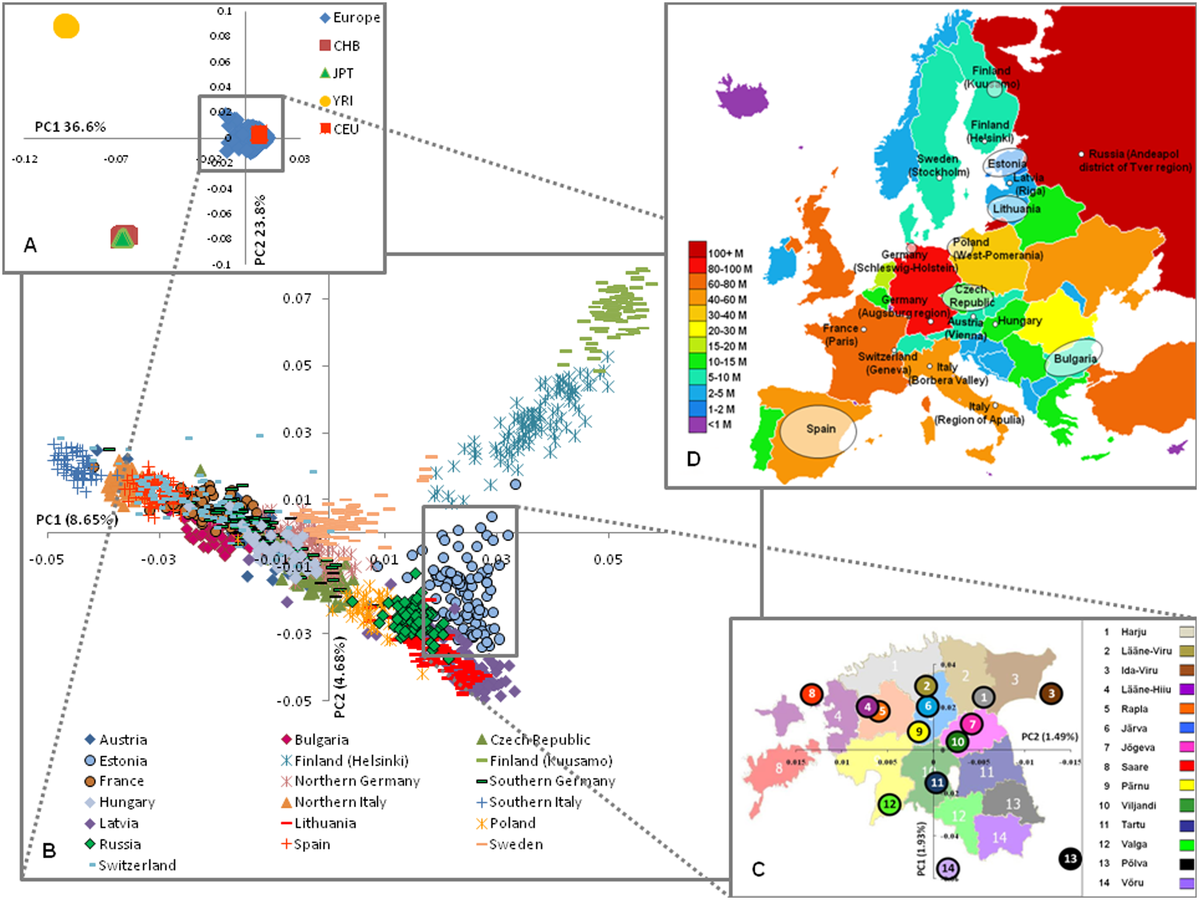 0.1
0.08
0.06
0.04
0.02
0
-0.02
-0.04
-0.06
-0.08
-0.1
PC1 36.6%
-0.12
-0.07
-0.02
0.03
PC2 23.8%
Europe
CHB
JPT
YRI
CEU
A
0.07
0.05
0.03
0.01
-0.01
-0.03
-0.05
PC1 (8.65%)
-0.05
-0.03
-0.01
0.01
0.03
0.05
PC2 (4.68%)
Austria
Bulgaria
Czech Republic
Estonia
Finland (Helsinki)
Finland (Kuusamo)
France
Northern Germany
Southern Germany
Hungary
Northern Italy
Southern Italy
Latvia
Lithuania
Poland
Russia
Spain
Sweden
Switzerland
B
Finland
(Kuusamo)
Finland
(Helsinki)
Sweden
(Stockholm)
Estonia
Latvia
(Riga)
Lithuania
Russia (Andeapol
district of Tver region)
Germany
(Schleswig-Holstein)
Poland
(West-Pomerania)
Germany
(Augsburg region)
Czech
Republic
Austria
(Vienna)
Hungary
France
(Paris)
Switzerland
(Geneva)
Italy
(Borbera Valley)
Bulgaria
Italy
(Region of Apulia)
Spain
100+ M
80-100 M
60-80 M
40-60 M
30-40 M
20-30 M
15-20 M
10-15 M
5-10 M
2-5 M
1-2 M
<1 M
D
1
2
3
4
8
10
11
12
13
14
8
4
5
2
6
9
1
7
10
3
11
12
13
14
0.04
0.02
-0.02
-0.04
PC2 (1.49%)
0.015
0.005
-0.005
-0.01
-0.015
PC1 (1.93%)
C
1 Harju
2 Lääne-Viru
3 Ida-Viru
4 Lääne-Hiiu
5 Rapla
6 Järva
7 Jõgeva
8 Saare
9 Pärnu
10 Viljandi
11 Tartu
12 Valga
13 Põlva
14 Võru